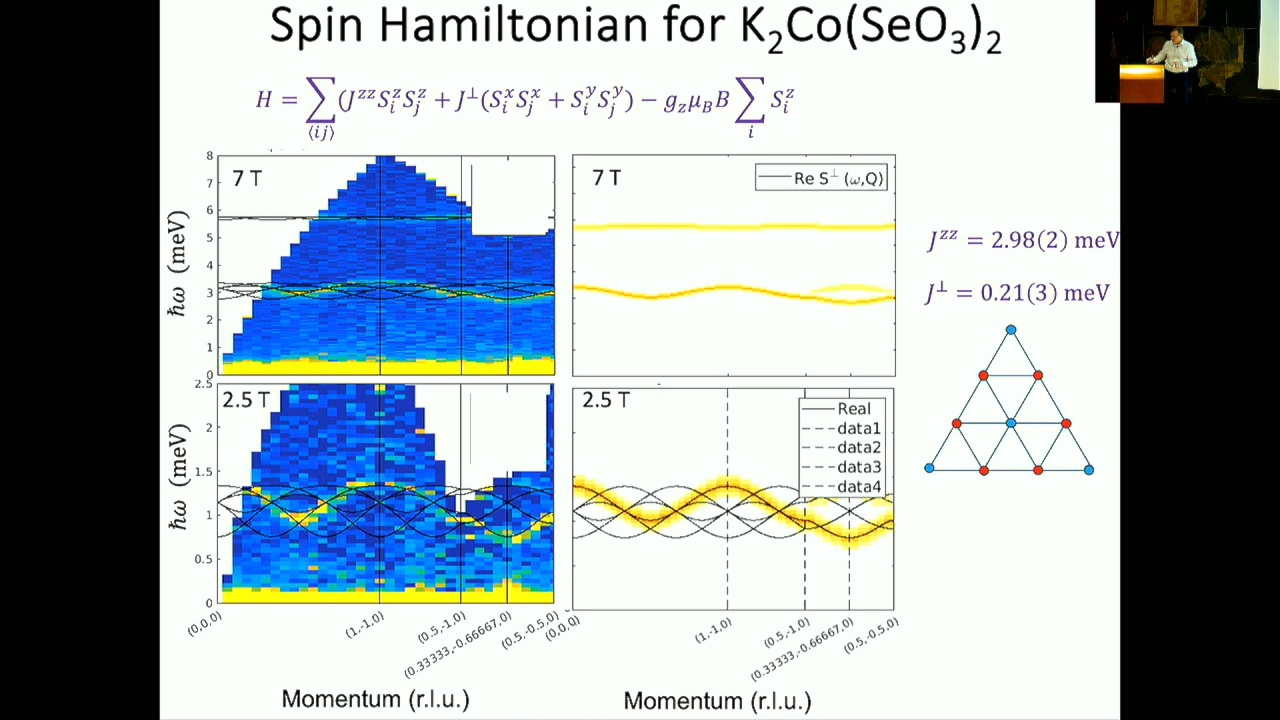 Spin Hamiltonian for K₂Co(SeO₃)₂
H = ∑⟨ij⟩ (J^{zz}S_i^z S_j^z + J^⊥(S_i^x S_j^x + S_i^y S_j^y) − g_z μ_B B ∑_i S_i^z
8
7
6
5
4
3
2
1
0
ħω (meV)
7 T
7 T
Re S^⊥ (ω,Q)
J^{zz} = 2.98(2) meV
J^⊥ = 0.21(3) meV
2.5
2
1.5
1
0.5
0
ħω (meV)
2.5 T
2.5 T
Real
data1
data2
data3
data4
(0,0,0)
(1,-1,0)
(0.5,-1,0)
(0.33333,-0.66667,0)
(0.5,-0.5,0)
(0,0,0)
(1,-1,0)
(0.5,-1,0)
(0.33333,-0.66667,0)
(0.5,-0.5,0)
Momentum (r.l.u.)
Momentum (r.l.u.)